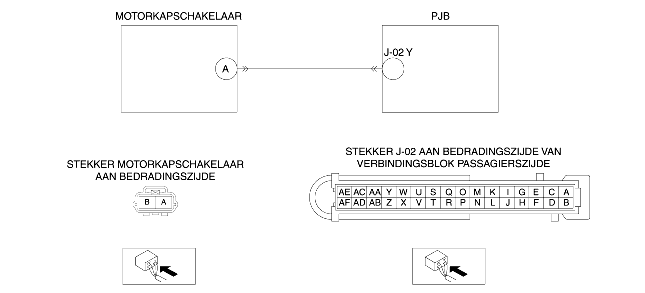 MOTORKAPSCHAKELAAR
PJB
A
J-02 Y
STEKKER MOTORKAPSCHAKELAAR
AAN BEDRADINGSZIJDE
B A
STEKKER J-02 AAN BEDRADINGSZIJDE VAN
VERBINDINGSBLOK PASSAGIERSZIJDE
AE AC AA Y W U S Q O M K I G E C A
AF AD AB Z X V T R P N L J H F D B